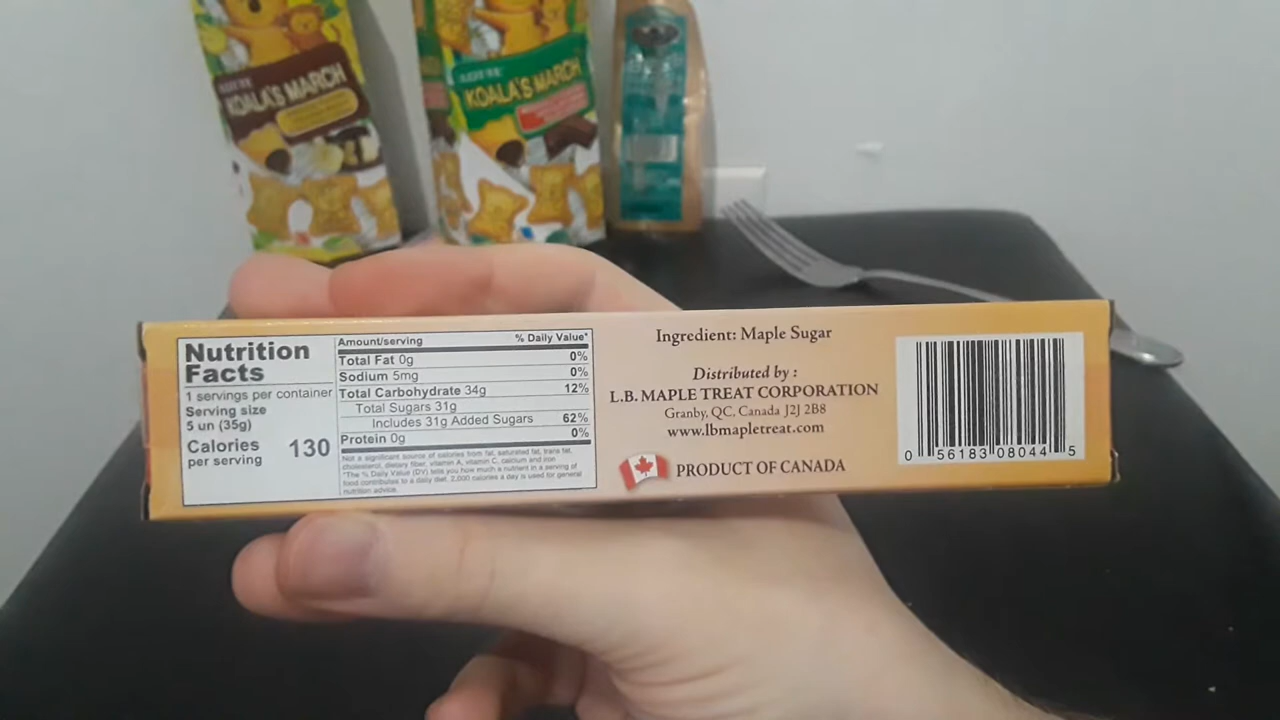 LOTTE
KOALA'S MARCH
LOTTE
KOALA'S MARCH
Nutrition
Facts
1 servings per container
Serving size
5 un (35g)
Calories
per serving
130
Amount/serving % Daily Value*
Total Fat 0g 0%
Sodium 5mg 0%
Total Carbohydrate 34g 12%
Total Sugars 31g
Includes 31g Added Sugars 62%
Protein 0g 0%
Not a significant source of calories from fat, saturated fat, trans fat,
cholesterol, dietary fiber, vitamin A, vitamin C, calcium and iron
*The % Daily Value (DV) tells you how much a nutrient in a serving of
food contributes to a daily diet. 2,000 calories a day is used for general
nutrition advice.
Ingredient: Maple Sugar
Distributed by :
L.B. MAPLE TREAT CORPORATION
Granby, QC, Canada J2J 2B8
www.lbmapletreat.com
PRODUCT OF CANADA
0 56183 08044 5